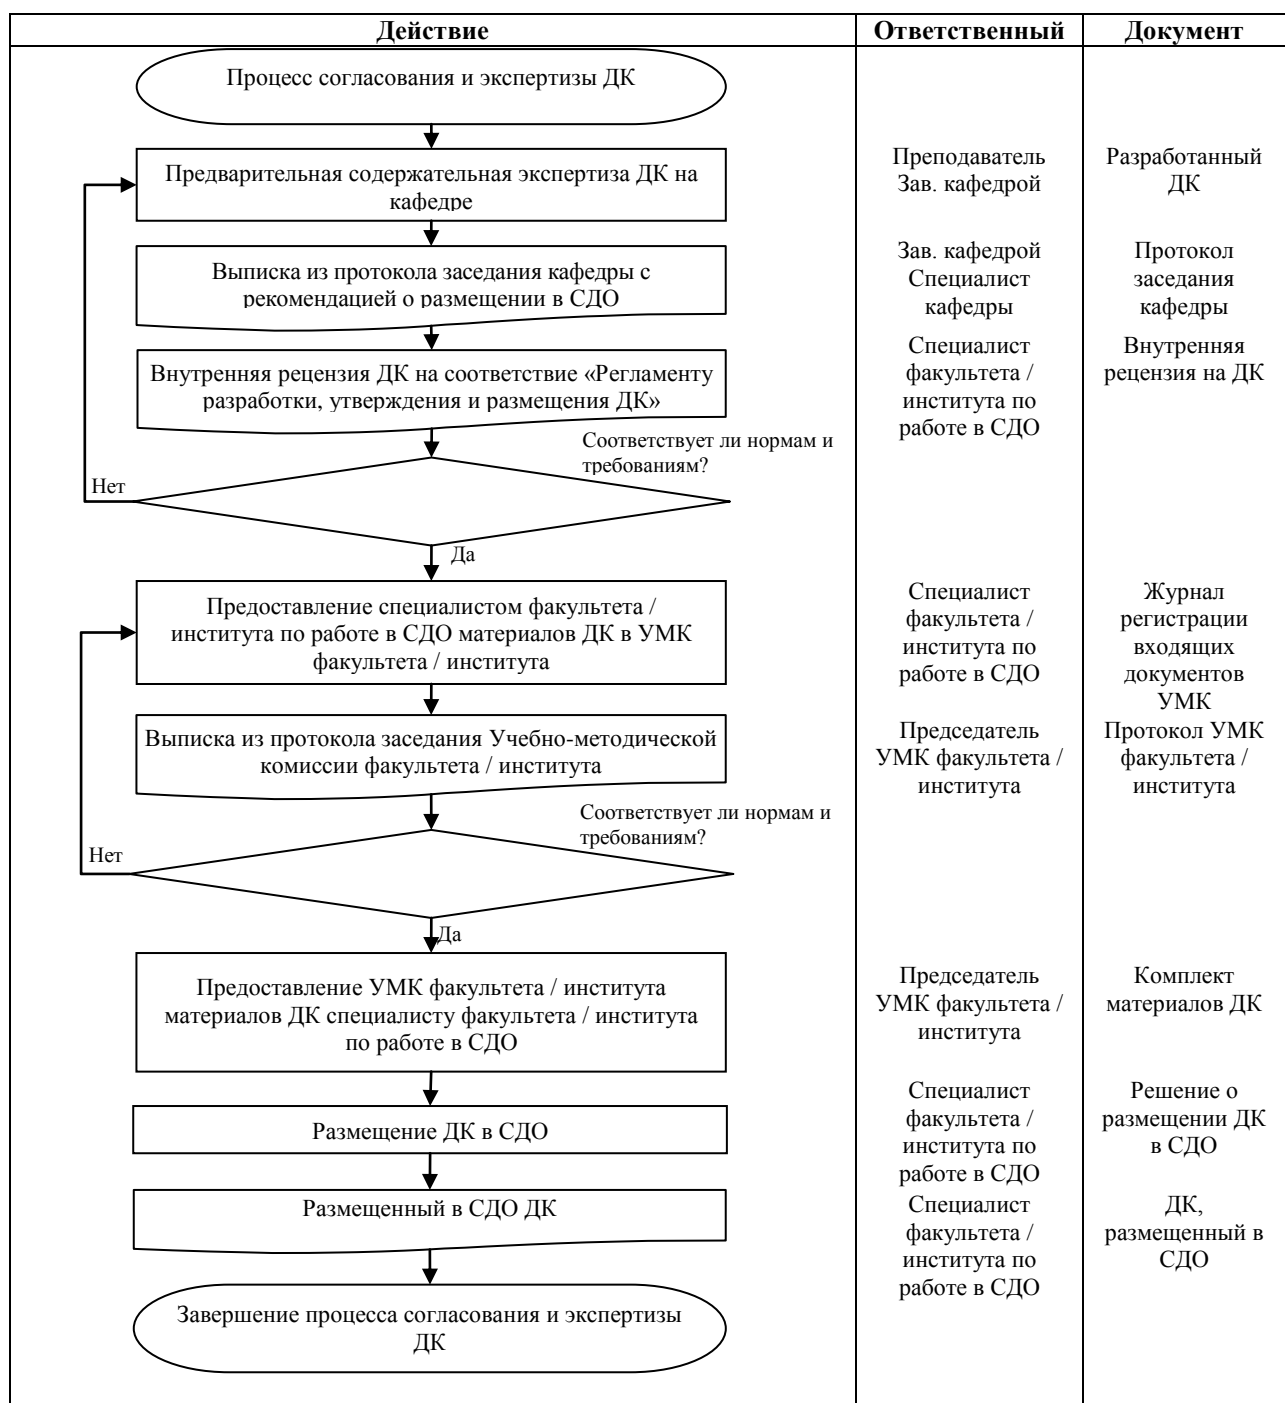 Действие
Ответственный
Документ
Процесс согласования и экспертизы ДК
Предварительная содержательная экспертиза ДК на
кафедре
Преподаватель
Зав. кафедрой
Разработанный
ДК
Выписка из протокола заседания кафедры с
рекомендацией о размещении в СДО
Зав. кафедрой
Специалист
кафедры
Протокол
заседания
кафедры
Внутренняя рецензия ДК на соответствие «Регламенту
разработки, утверждения и размещения ДК»
Специалист
факультета /
института по
работе в СДО
Внутренняя
рецензия на ДК
Соответствует ли нормам и
требованиям?
Нет
Да
Предоставление специалистом факультета /
института по работе в СДО материалов ДК в УМК
факультета / института
Специалист
факультета /
института по
работе в СДО
Журнал
регистрации
входящих
документов
УМК
Выписка из протокола заседания Учебно-методической
комиссии факультета / института
Председатель
УМК факультета /
института
Протокол УМК
факультета /
института
Соответствует ли нормам и
требованиям?
Нет
Да
Предоставление УМК факультета / института
материалов ДК специалисту факультета / института
по работе в СДО
Председатель
УМК факультета /
института
Комплект
материалов ДК
Размещение ДК в СДО
Специалист
факультета /
института по
работе в СДО
Решение о
размещении ДК
в СДО
Размещенный в СДО ДК
Специалист
факультета /
института по
работе в СДО
ДК,
размещенный в
СДО
Завершение процесса согласования и экспертизы
ДК